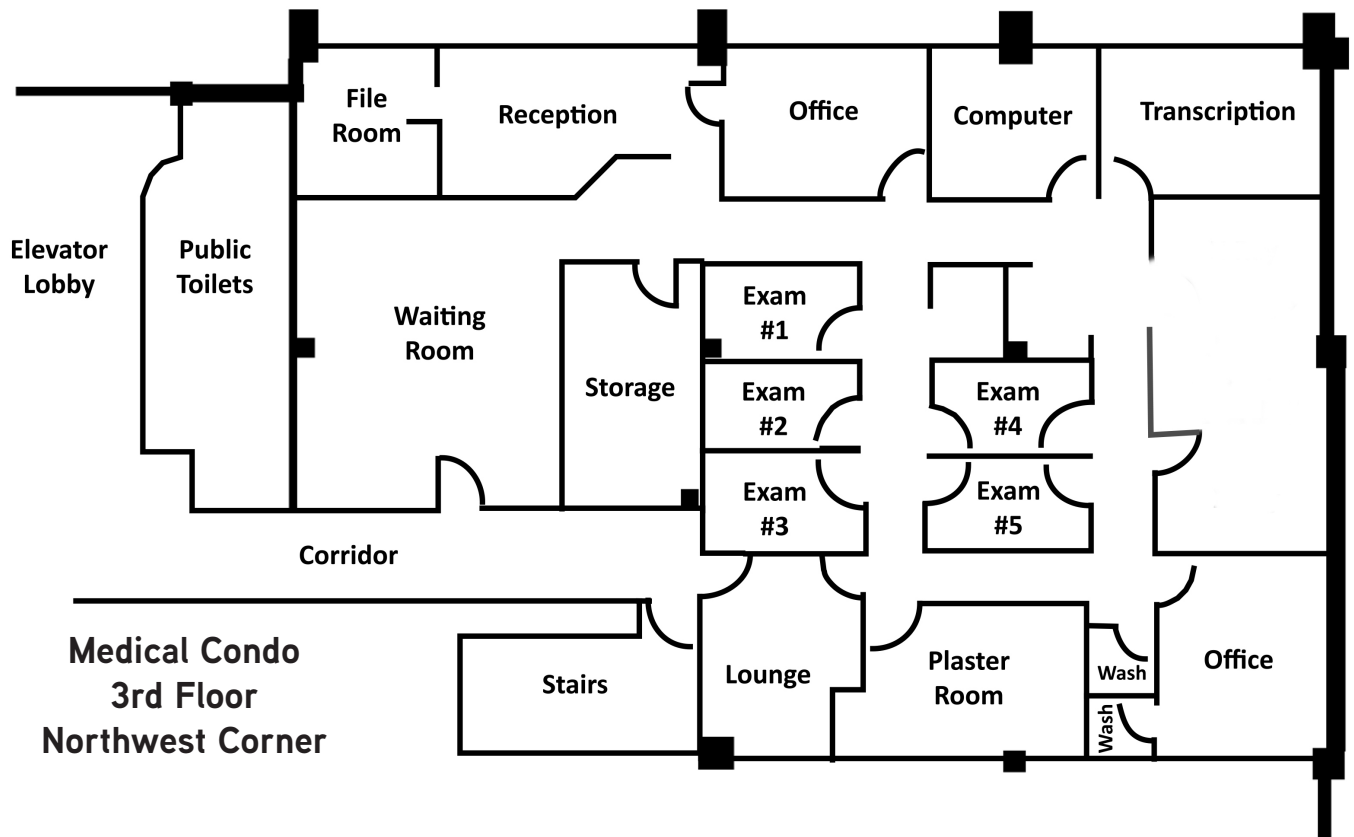 File
Room
Reception
Office
Computer
Transcription
Elevator
Lobby
Public
Toilets
Waiting
Room
Storage
Exam
#1
Exam
#2
Exam
#3
Exam
#4
Exam
#5
Corridor
Medical Condo
3rd Floor
Northwest Corner
Stairs
Lounge
Plaster
Room
Wash
Wash
Office